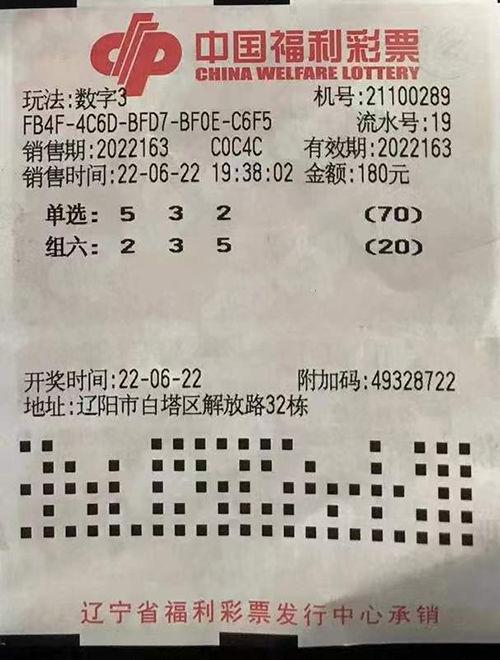 中国福利彩票
CHINA WELFARE LOTTERY
玩法:数字3 机号:21100289
FB4F-4C6D-BFD7-BF0E-C6F5 流水号:19
销售期:2022163 C0C4C 有效期:2022163
销售时间:22-06-22 19:38:02 金额:180元
单选: 5 3 2 (70)
组六: 2 3 5 (20)
开奖时间:22-06-22 附加码:49328722
地址:辽阳市白塔区解放路32栋
辽宁省福利彩票发行中心承销